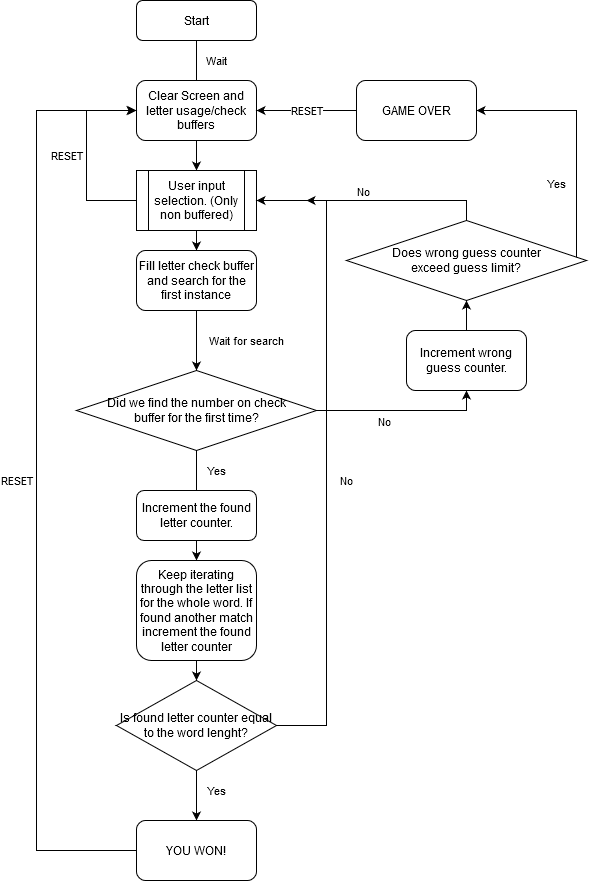 Start
Wait
Clear Screen and
letter usage/check
buffers
RESET
GAME OVER
RESET
User input
selection. (Only
non buffered)
No
Yes
Fill letter check buffer
and search for the
first instance
Does wrong guess counter
exceed guess limit?
Wait for search
Increment wrong
guess counter.
Did we find the number on check
buffer for the first time?
No
Yes
RESET
No
Increment the found
letter counter.
Keep iterating
through the letter list
for the whole word. If
found another match
increment the found
letter counter
Is found letter counter equal
to the word lenght?
Yes
YOU WON!